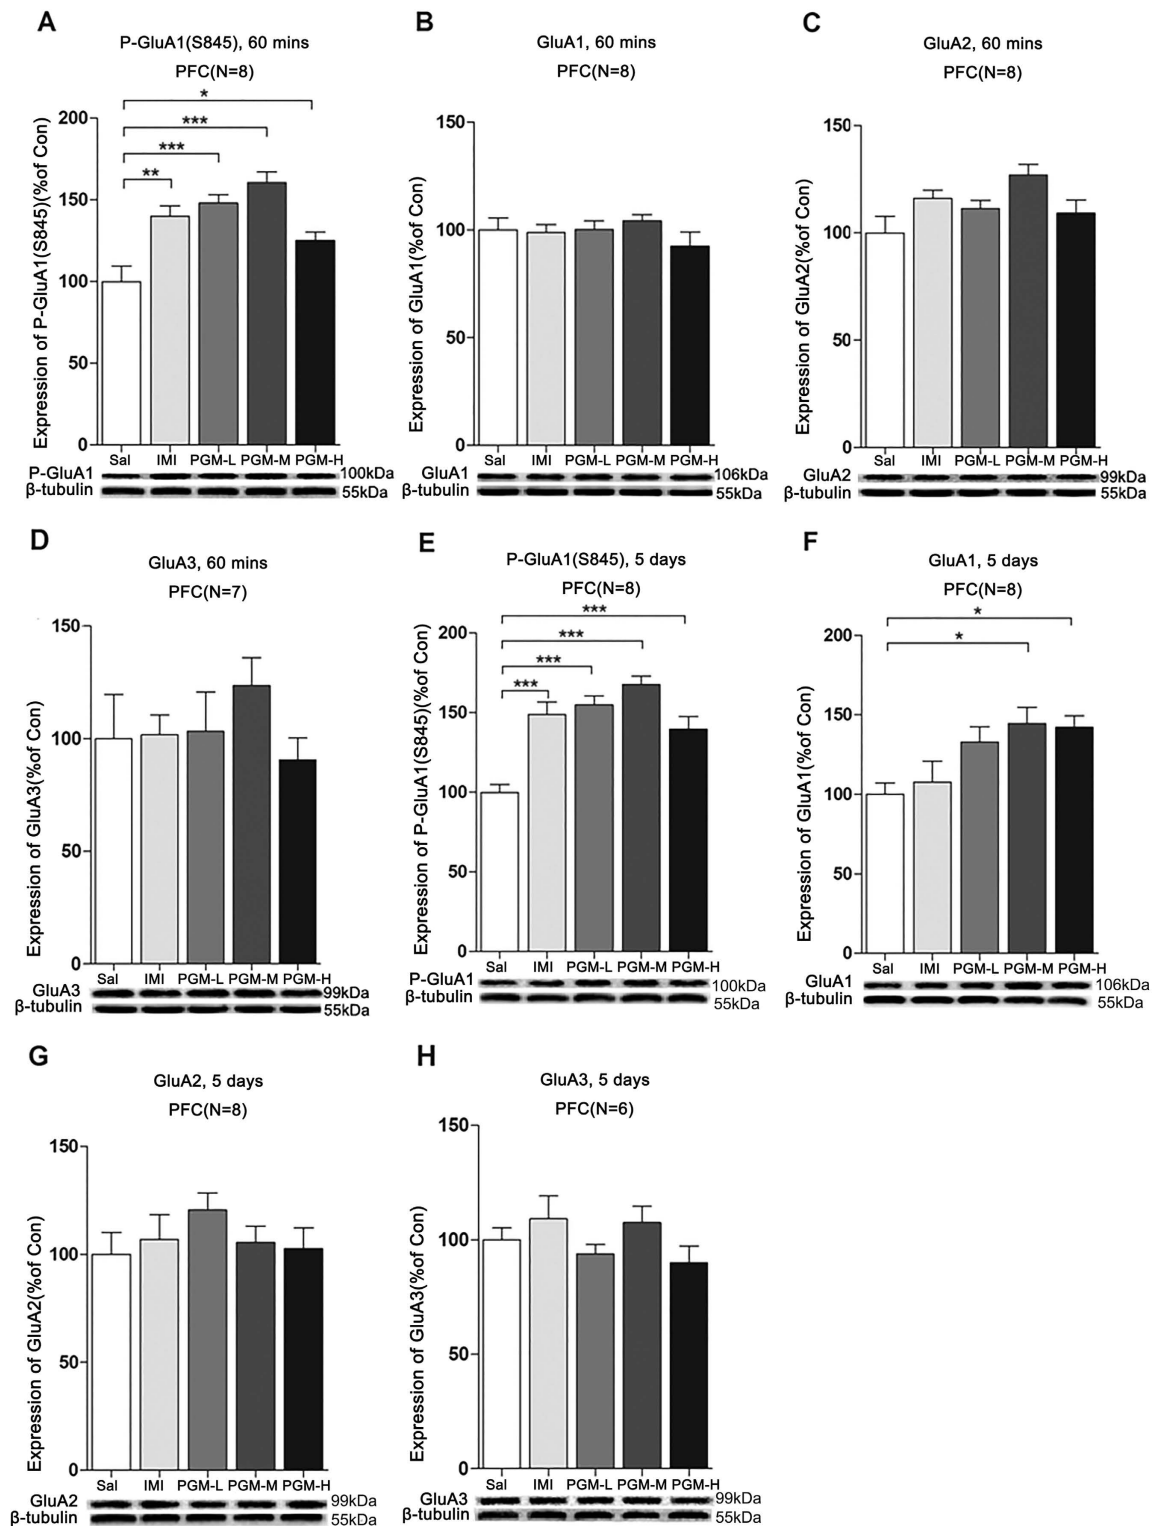 A
P-GluA1(S845), 60 mins
PFC(N=8)
*
***
***
**
200
150
100
50
0
Expression of P-GluA1(S845)(%of Con)
Sal IMI PGM-L PGM-M PGM-H
P-GluA1 100kDa
β-tubulin 55kDa
B
GluA1, 60 mins
PFC(N=8)
150
100
50
0
Expression of GluA1(%of Con)
Sal IMI PGM-L PGM-M PGM-H
GluA1 106kDa
β-tubulin 55kDa
C
GluA2, 60 mins
PFC(N=8)
150
100
50
0
Expression of GluA2(%of Con)
Sal IMI PGM-L PGM-M PGM-H
GluA2 99kDa
β-tubulin 55kDa
D
GluA3, 60 mins
PFC(N=7)
150
100
50
0
Expression of GluA3(%of Con)
Sal IMI PGM-L PGM-M PGM-H
GluA3 99kDa
β-tubulin 55kDa
E
P-GluA1(S845), 5 days
PFC(N=8)
***
***
***
***
200
150
100
50
0
Expression of P-GluA1(S845)(%of Con)
Sal IMI PGM-L PGM-M PGM-H
P-GluA1 100kDa
β-tubulin 55kDa
F
GluA1, 5 days
PFC(N=8)
*
*
200
150
100
50
0
Expression of GluA1(%of Con)
Sal IMI PGM-L PGM-M PGM-H
GluA1 106kDa
β-tubulin 55kDa
G
GluA2, 5 days
PFC(N=8)
150
100
50
0
Expression of GluA2(%of Con)
Sal IMI PGM-L PGM-M PGM-H
GluA2 99kDa
β-tubulin 55kDa
H
GluA3, 5 days
PFC(N=6)
150
100
50
0
Expression of GluA3(%of Con)
Sal IMI PGM-L PGM-M PGM-H
GluA3 99kDa
β-tubulin 55kDa